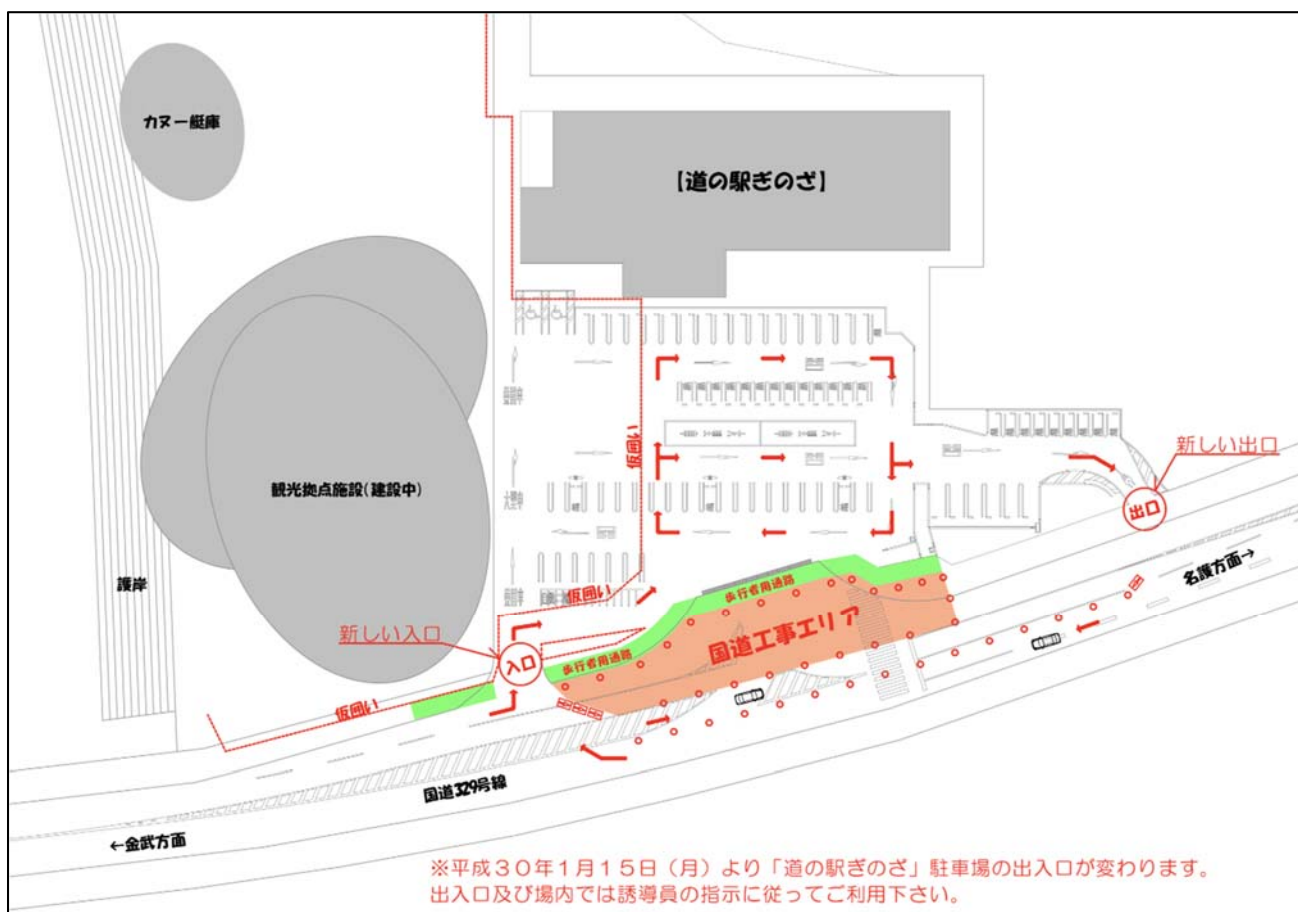 カヌー艇庫
【道の駅ぎのざ】
仮囲い
観光拠点施設(建設中)
新しい出口
出口
護岸
名護方面→
仮囲い
歩行者用通路
国道工事エリア
新しい入口
入口
歩行者用通路
仮囲い
国道329号線
←金武方面
※平成30年1月15日（月）より「道の駅ぎのざ」駐車場の出入口が変わります。
出入口及び場内では誘導員の指示に従ってご利用下さい。